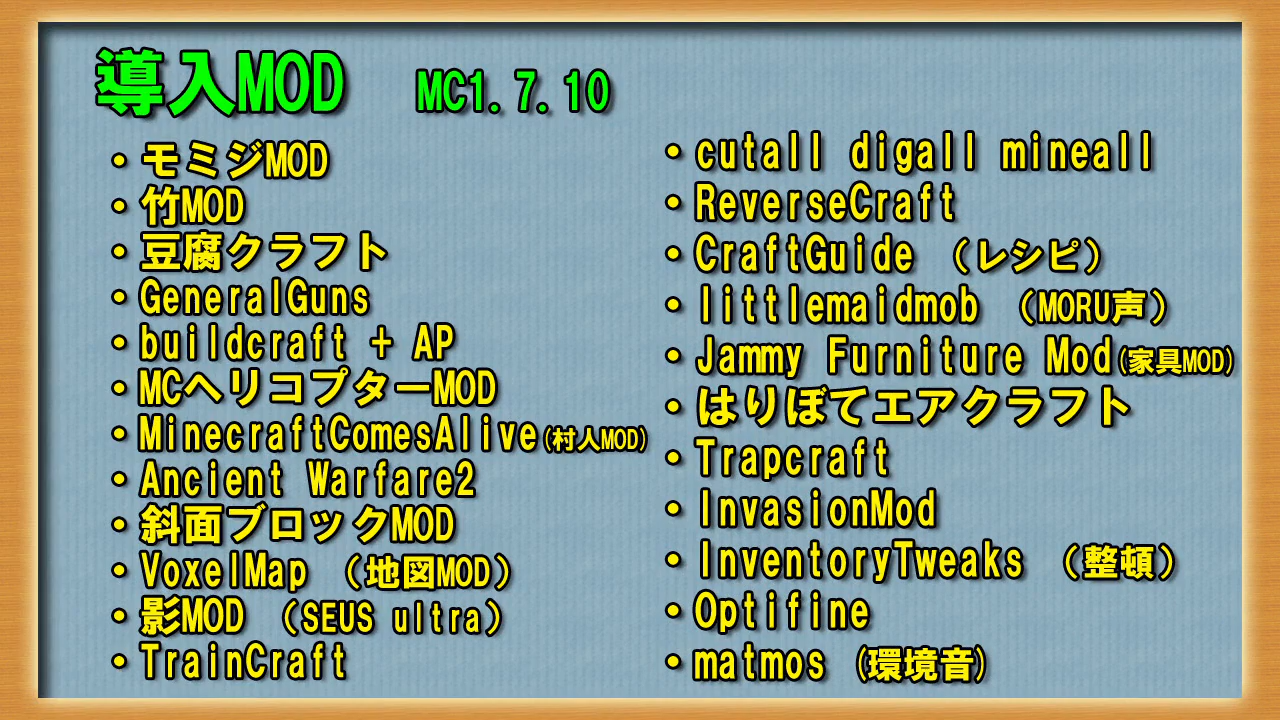 導入MOD MC1.7.10
・モミジMOD
・竹MOD
・豆腐クラフト
・GeneralGuns
・buildcraft + AP
・MCヘリコプターMOD
・MinecraftComesAlive(村人MOD)
・Ancient Warfare2
・斜面ブロックMOD
・VoxelMap （地図MOD）
・影MOD （SEUS ultra）
・TrainCraft
・cutall digall mineall
・ReverseCraft
・CraftGuide （レシピ）
・littlemaidmob （MORU声）
・Jammy Furniture Mod(家具MOD)
・はりぼてエアクラフト
・Trapcraft
・InvasionMod
・InventoryTweaks （整頓）
・Optifine
・matmos (環境音)